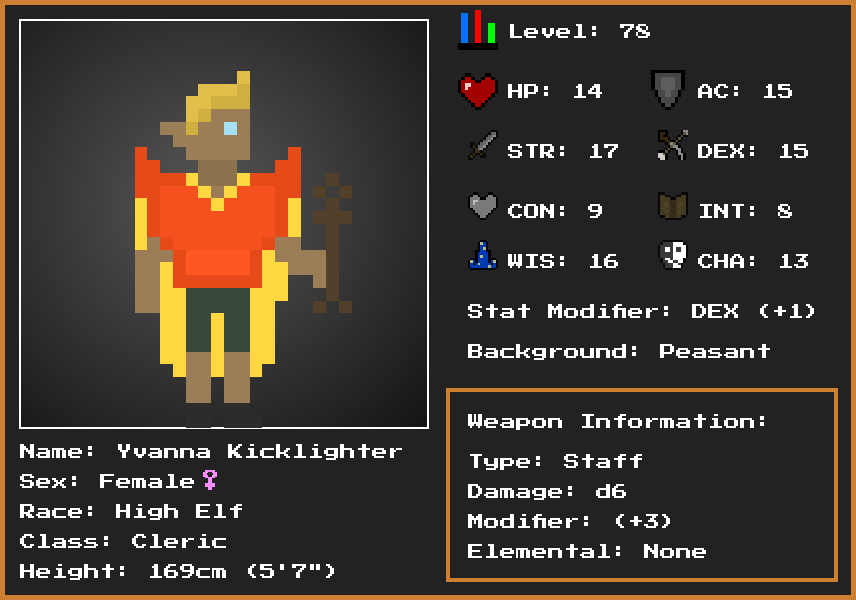 Level: 78
HP: 14 AC: 15
STR: 17 DEX: 15
CON: 9 INT: 8
WIS: 16 CHA: 13
Stat Modifier: DEX (+1)
Background: Peasant
Weapon Information:
Type: Staff
Damage: d6
Modifier: (+3)
Elemental: None
Name: Yvanna Kicklighter
Sex: Female♀
Race: High Elf
Class: Cleric
Height: 169cm (5'7")